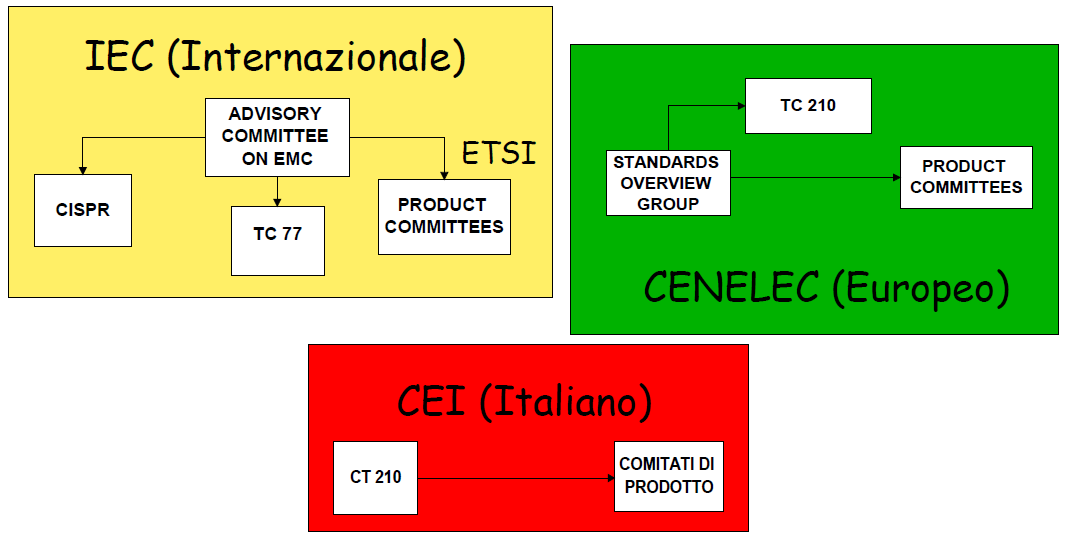 IEC (Internazionale)
ADVISORY
COMMITTEE
ON EMC
ETSI
CISPR
TC 77
PRODUCT
COMMITTEES
TC 210
STANDARDS
OVERVIEW
GROUP
PRODUCT
COMMITTEES
CENELEC (Europeo)
CEI (Italiano)
CT 210
COMITATI DI
PRODOTTO